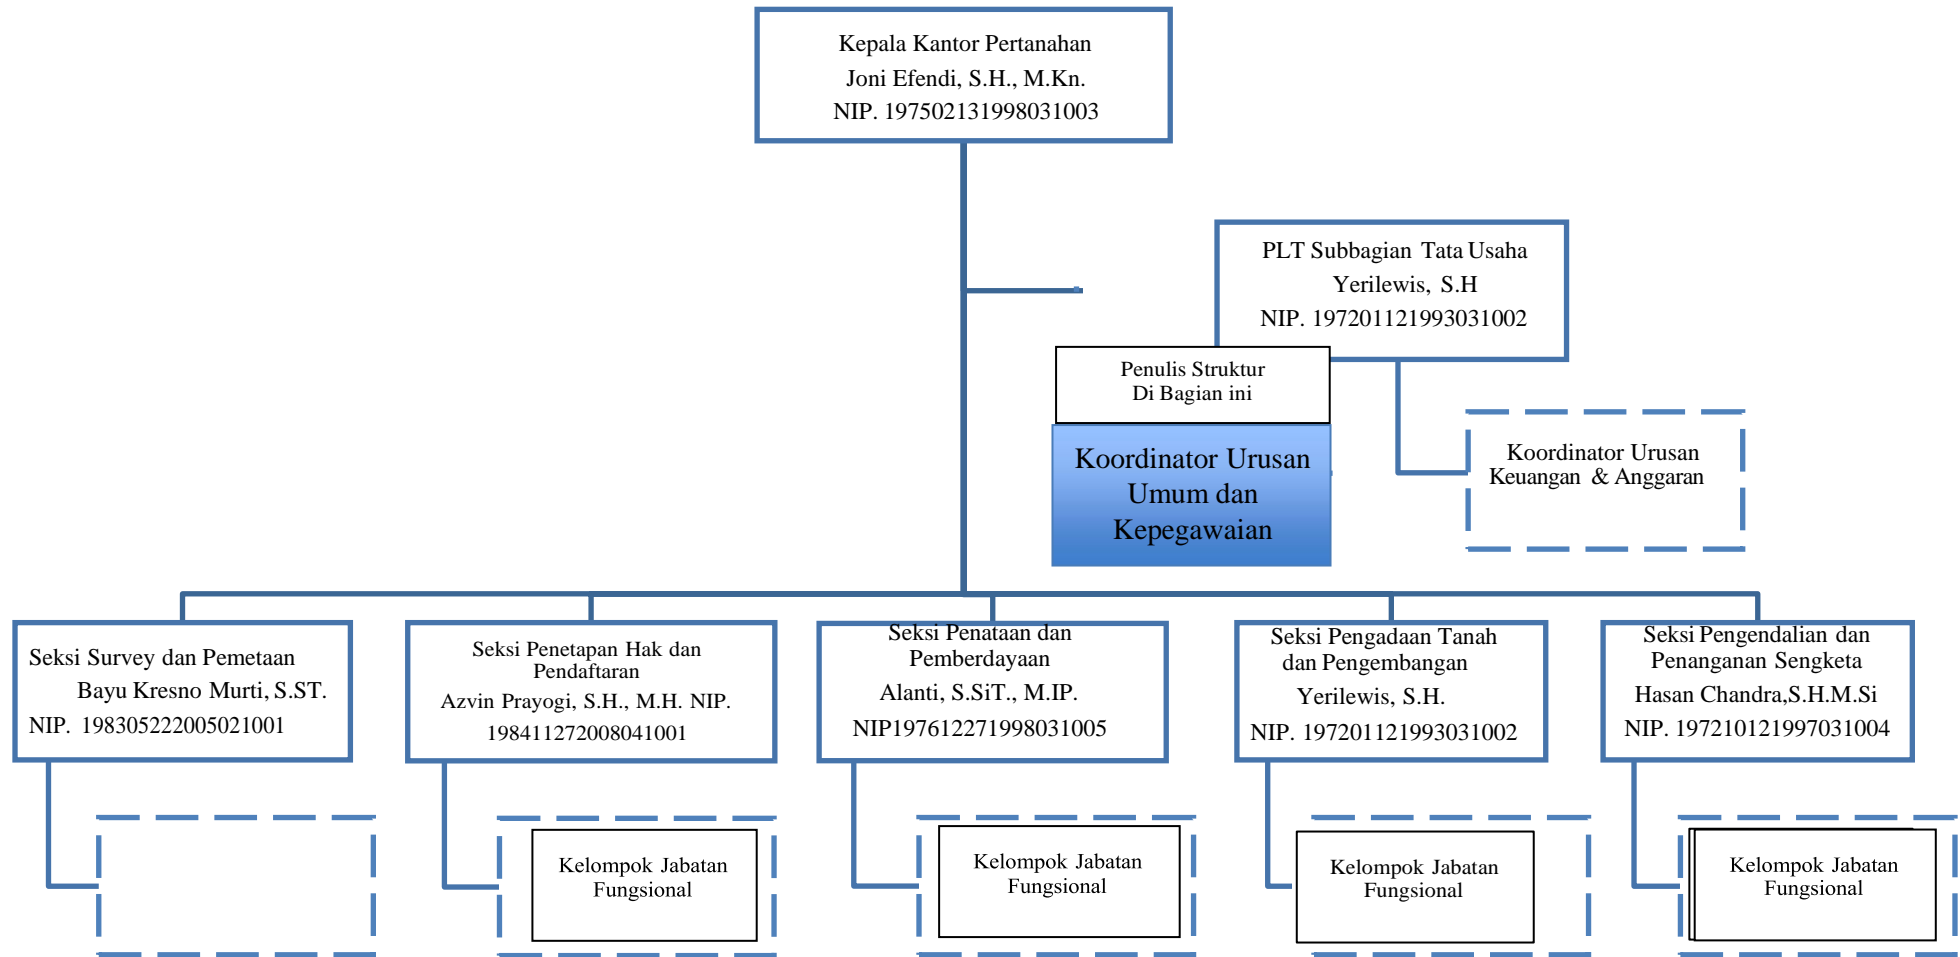 Kepala Kantor Pertanahan
Joni Efendi, S.H., M.Kn.
NIP. 197502131998031003
PLT Subbagian Tata Usaha
Yerilewis, S.H
NIP. 197201121993031002
Penulis Struktur
Di Bagian ini
Koordinator Urusan
Umum dan
Kepegawaian
Koordinator Urusan
Keuangan & Anggaran
Seksi Survey dan Pemetaan
Bayu Kresno Murti, S.ST.
NIP. 198305222005021001
Seksi Penetapan Hak dan
Pendaftaran
Azvin Prayogi, S.H., M.H. NIP.
198411272008041001
Seksi Penataan dan
Pemberdayaan
Alanti, S.SiT., M.IP.
NIP197612271998031005
Seksi Pengadaan Tanah
dan Pengembangan
Yerilewis, S.H.
NIP. 197201121993031002
Seksi Pengendalian dan
Penanganan Sengketa
Hasan Chandra,S.H.M.Si
NIP. 197210121997031004
Kelompok Jabatan
Fungsional
Kelompok Jabatan
Fungsional
Kelompok Jabatan
Fungsional
Kelompok Jabatan
Fungsional